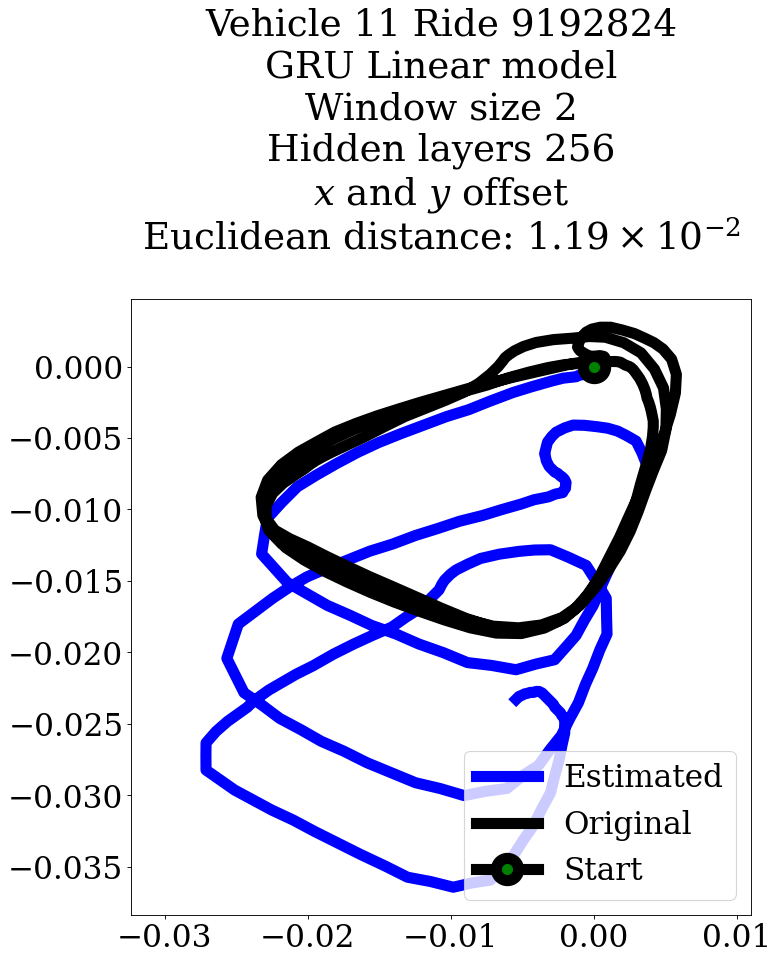 Vehicle 11 Ride 9192824
GRU Linear model
Window size 2
Hidden layers 256
x and y offset
Euclidean distance: 1.19 × 10⁻²
0.000
−0.005
−0.010
−0.015
−0.020
−0.025
−0.030
−0.035
Estimated
Original
Start
−0.03 −0.02 −0.01 0.00 0.01